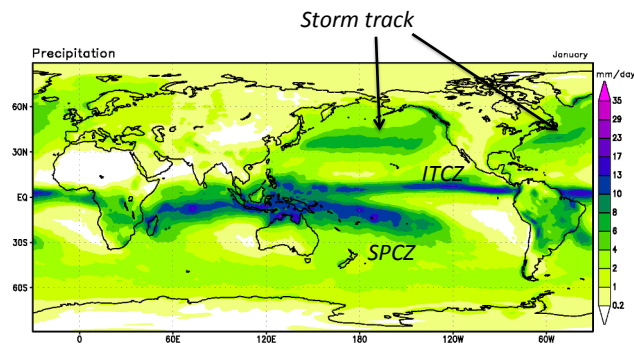 Storm track
Precipitation
January
mm/day
60N
30N
EQ
30S
60S
ITCZ
SPCZ
35
29
23
17
13
10
8
6
4
2
1
0.2
0
60E
120E
180
120W
60W